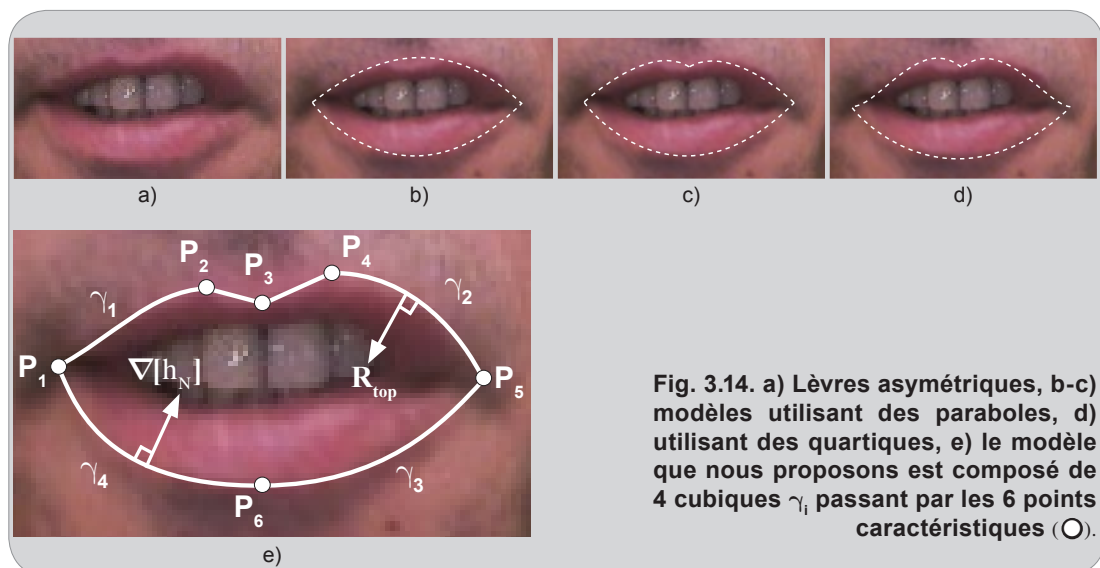 a)
b)
c)
d)
P₂
P₃
P₄
γ₁
γ₂
P₁
∇[h_N]
R_top
P₅
γ₄
γ₃
P₆
e)
Fig. 3.14. a) Lèvres asymétriques, b-c)
modèles utilisant des paraboles, d)
utilisant des quartiques, e) le modèle
que nous proposons est composé de
4 cubiques γᵢ passant par les 6 points
caractéristiques (O).